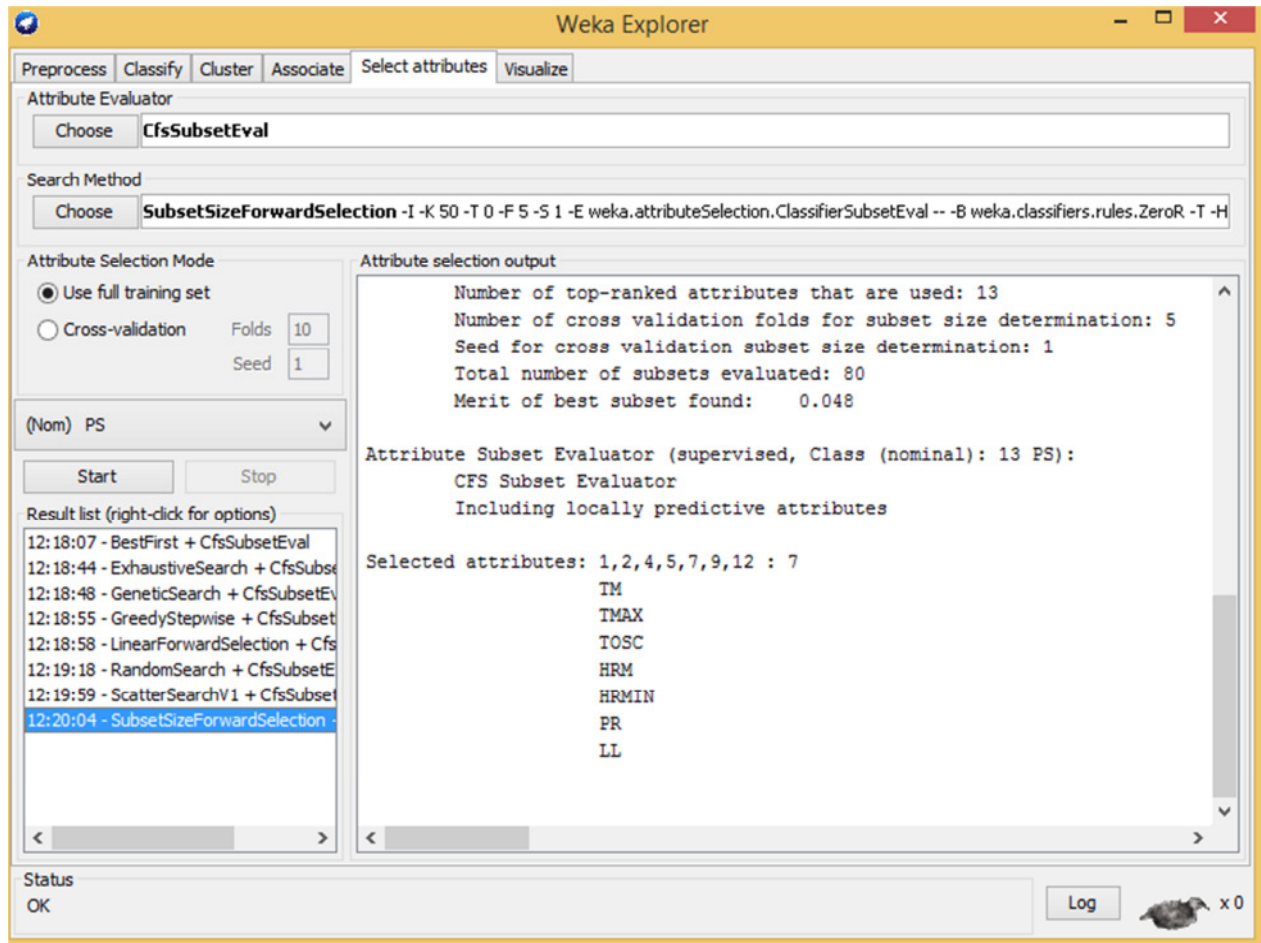 Weka Explorer
Preprocess Classify Cluster Associate Select attributes Visualize
Attribute Evaluator
Choose CfsSubsetEval
Search Method
Choose SubsetSizeForwardSelection -I -K 50 -T 0 -F 5 -S 1 -E weka.attributeSelection.ClassifierSubsetEval -- -B weka.classifiers.rules.ZeroR -T -H
Attribute Selection Mode
Use full training set
Cross-validation Folds 10
Seed 1
(Nom) PS
Start Stop
Result list (right-click for options)
12:18:07 - BestFirst + CfsSubsetEval
12:18:44 - ExhaustiveSearch + CfsSubse
12:18:48 - GeneticSearch + CfsSubsetEv
12:18:55 - GreedyStepwise + CfsSubset
12:18:58 - LinearForwardSelection + Cfs
12:19:18 - RandomSearch + CfsSubsetE
12:19:59 - ScatterSearchV1 + CfsSubset
12:20:04 - SubsetSizeForwardSelection -
Attribute selection output
Number of top-ranked attributes that are used: 13
Number of cross validation folds for subset size determination: 5
Seed for cross validation subset size determination: 1
Total number of subsets evaluated: 80
Merit of best subset found: 0.048
Attribute Subset Evaluator (supervised, Class (nominal): 13 PS):
CFS Subset Evaluator
Including locally predictive attributes
Selected attributes: 1,2,4,5,7,9,12 : 7
TM
TMAX
TOSC
HRM
HRMIN
PR
LL
Status
OK
Log x 0